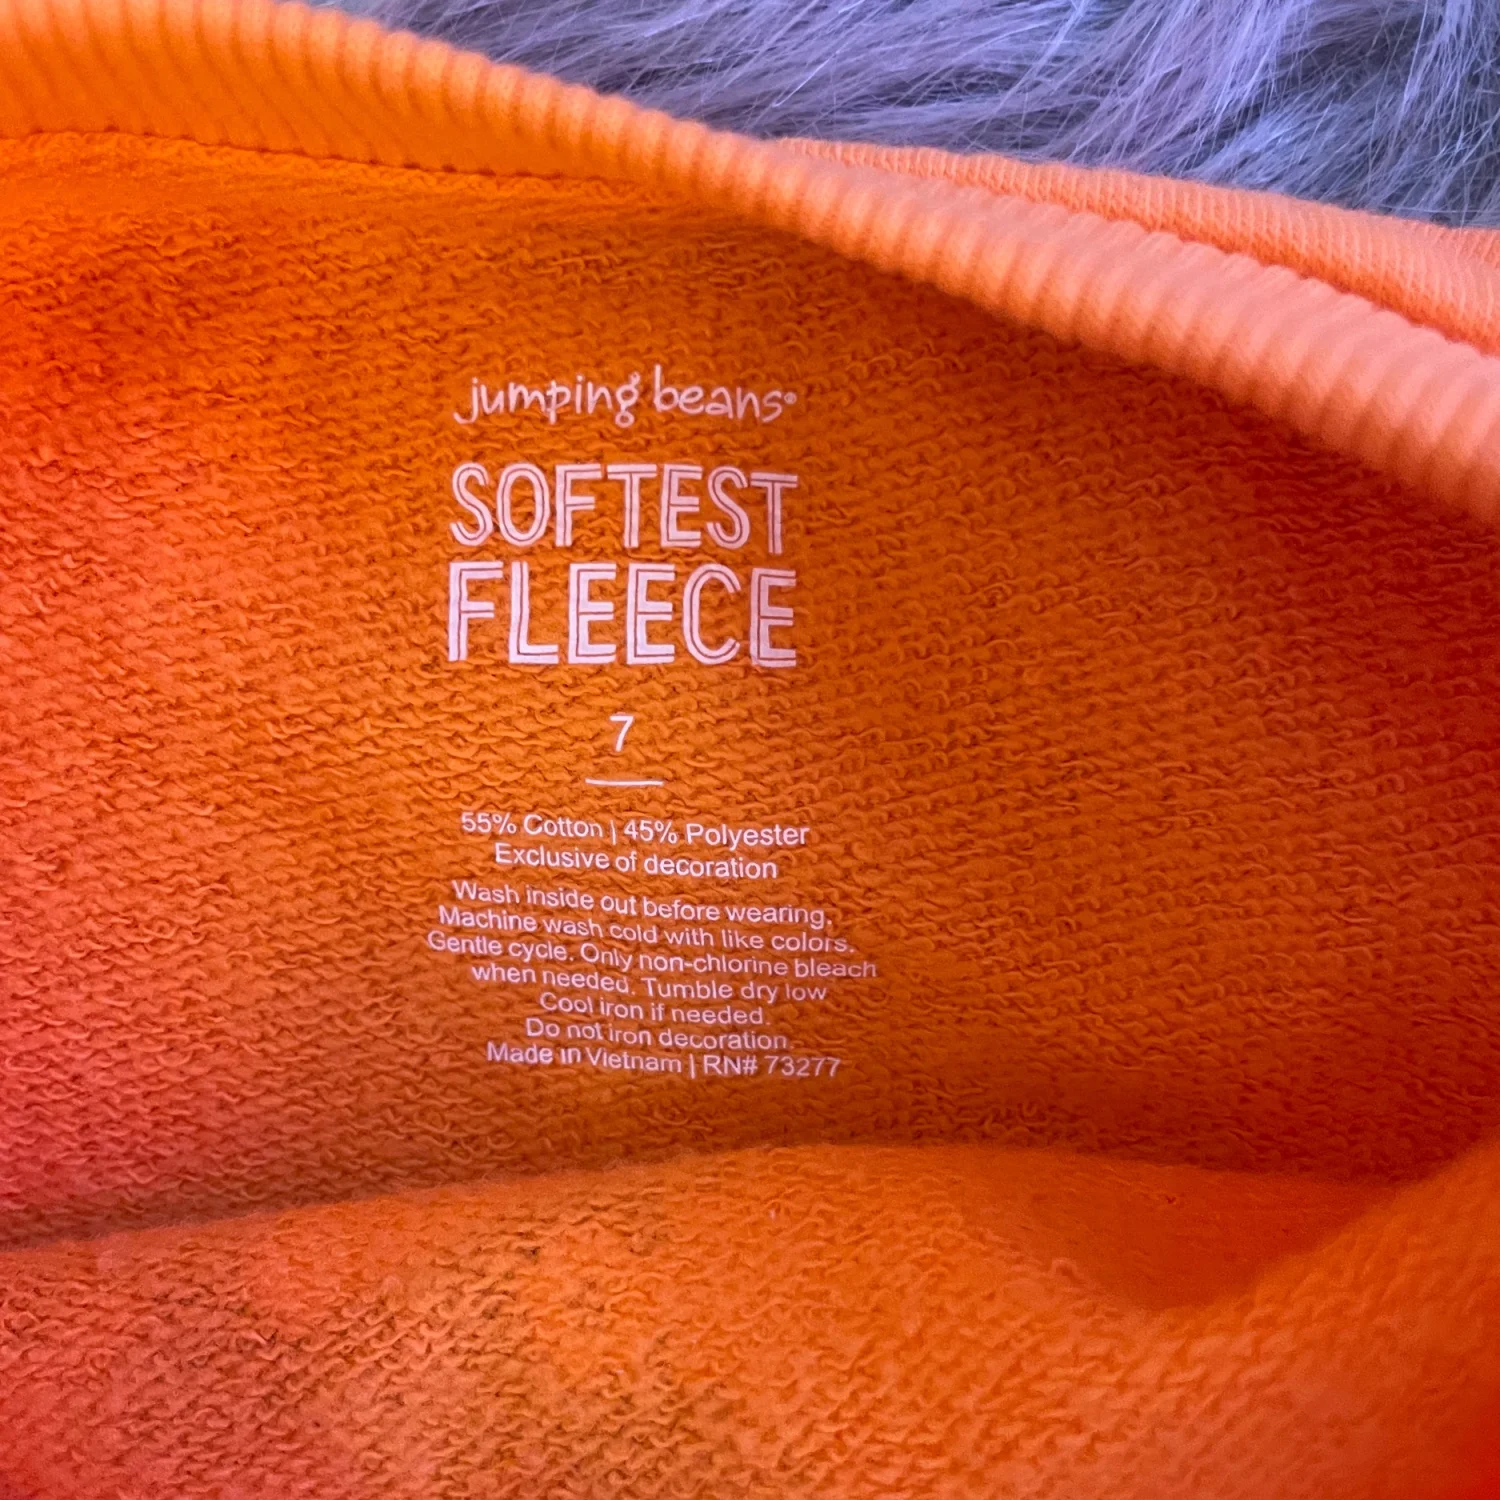 jumping beans®
SOFTEST
FLEECE
7
55% Cotton | 45% Polyester
Exclusive of decoration
Wash inside out before wearing.
Machine wash cold with like colors.
Gentle cycle. Only non-chlorine bleach
when needed. Tumble dry low
Cool iron if needed.
Do not iron decoration.
Made in Vietnam | RN# 73277